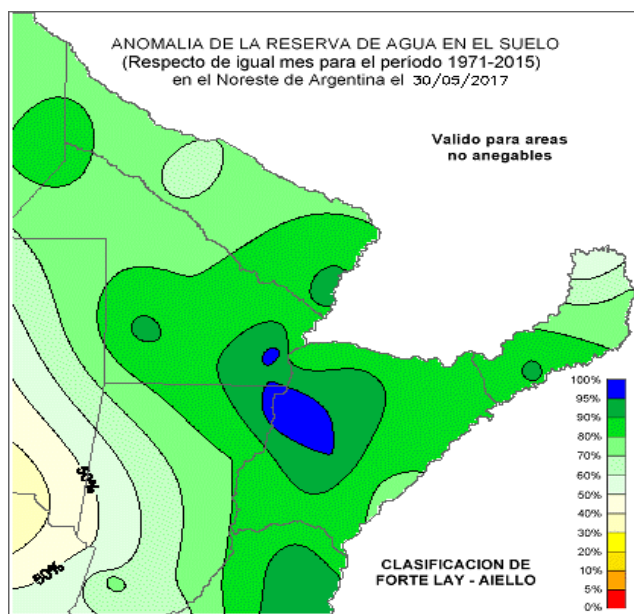 ANOMALIA DE LA RESERVA DE AGUA EN EL SUELO
(Respecto de igual mes para el periodo 1971-2015)
en el Noreste de Argentina el 30/05/2017
Valido para areas
no anegables
100%
95%
90%
80%
70%
60%
50%
40%
30%
20%
10%
5%
0%
50%
50%
CLASIFICACION DE
FORTE LAY - AIELLO